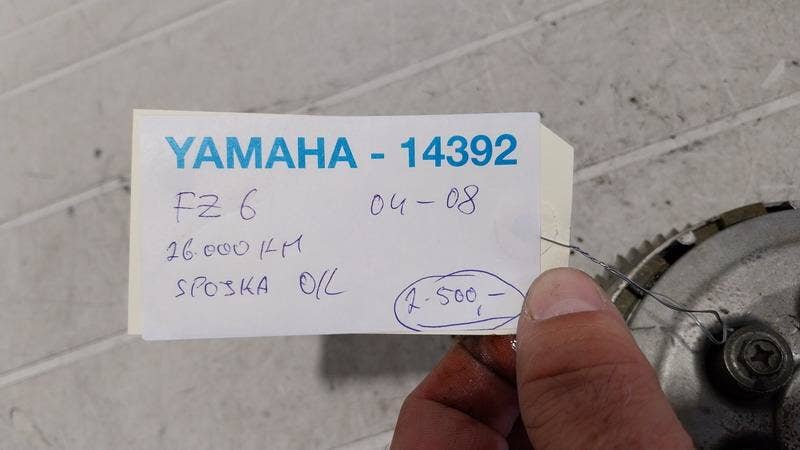 YAMAHA - 14392
FZ 6 04-08
26.000 KM
SPOJKA O/L
2.500,-